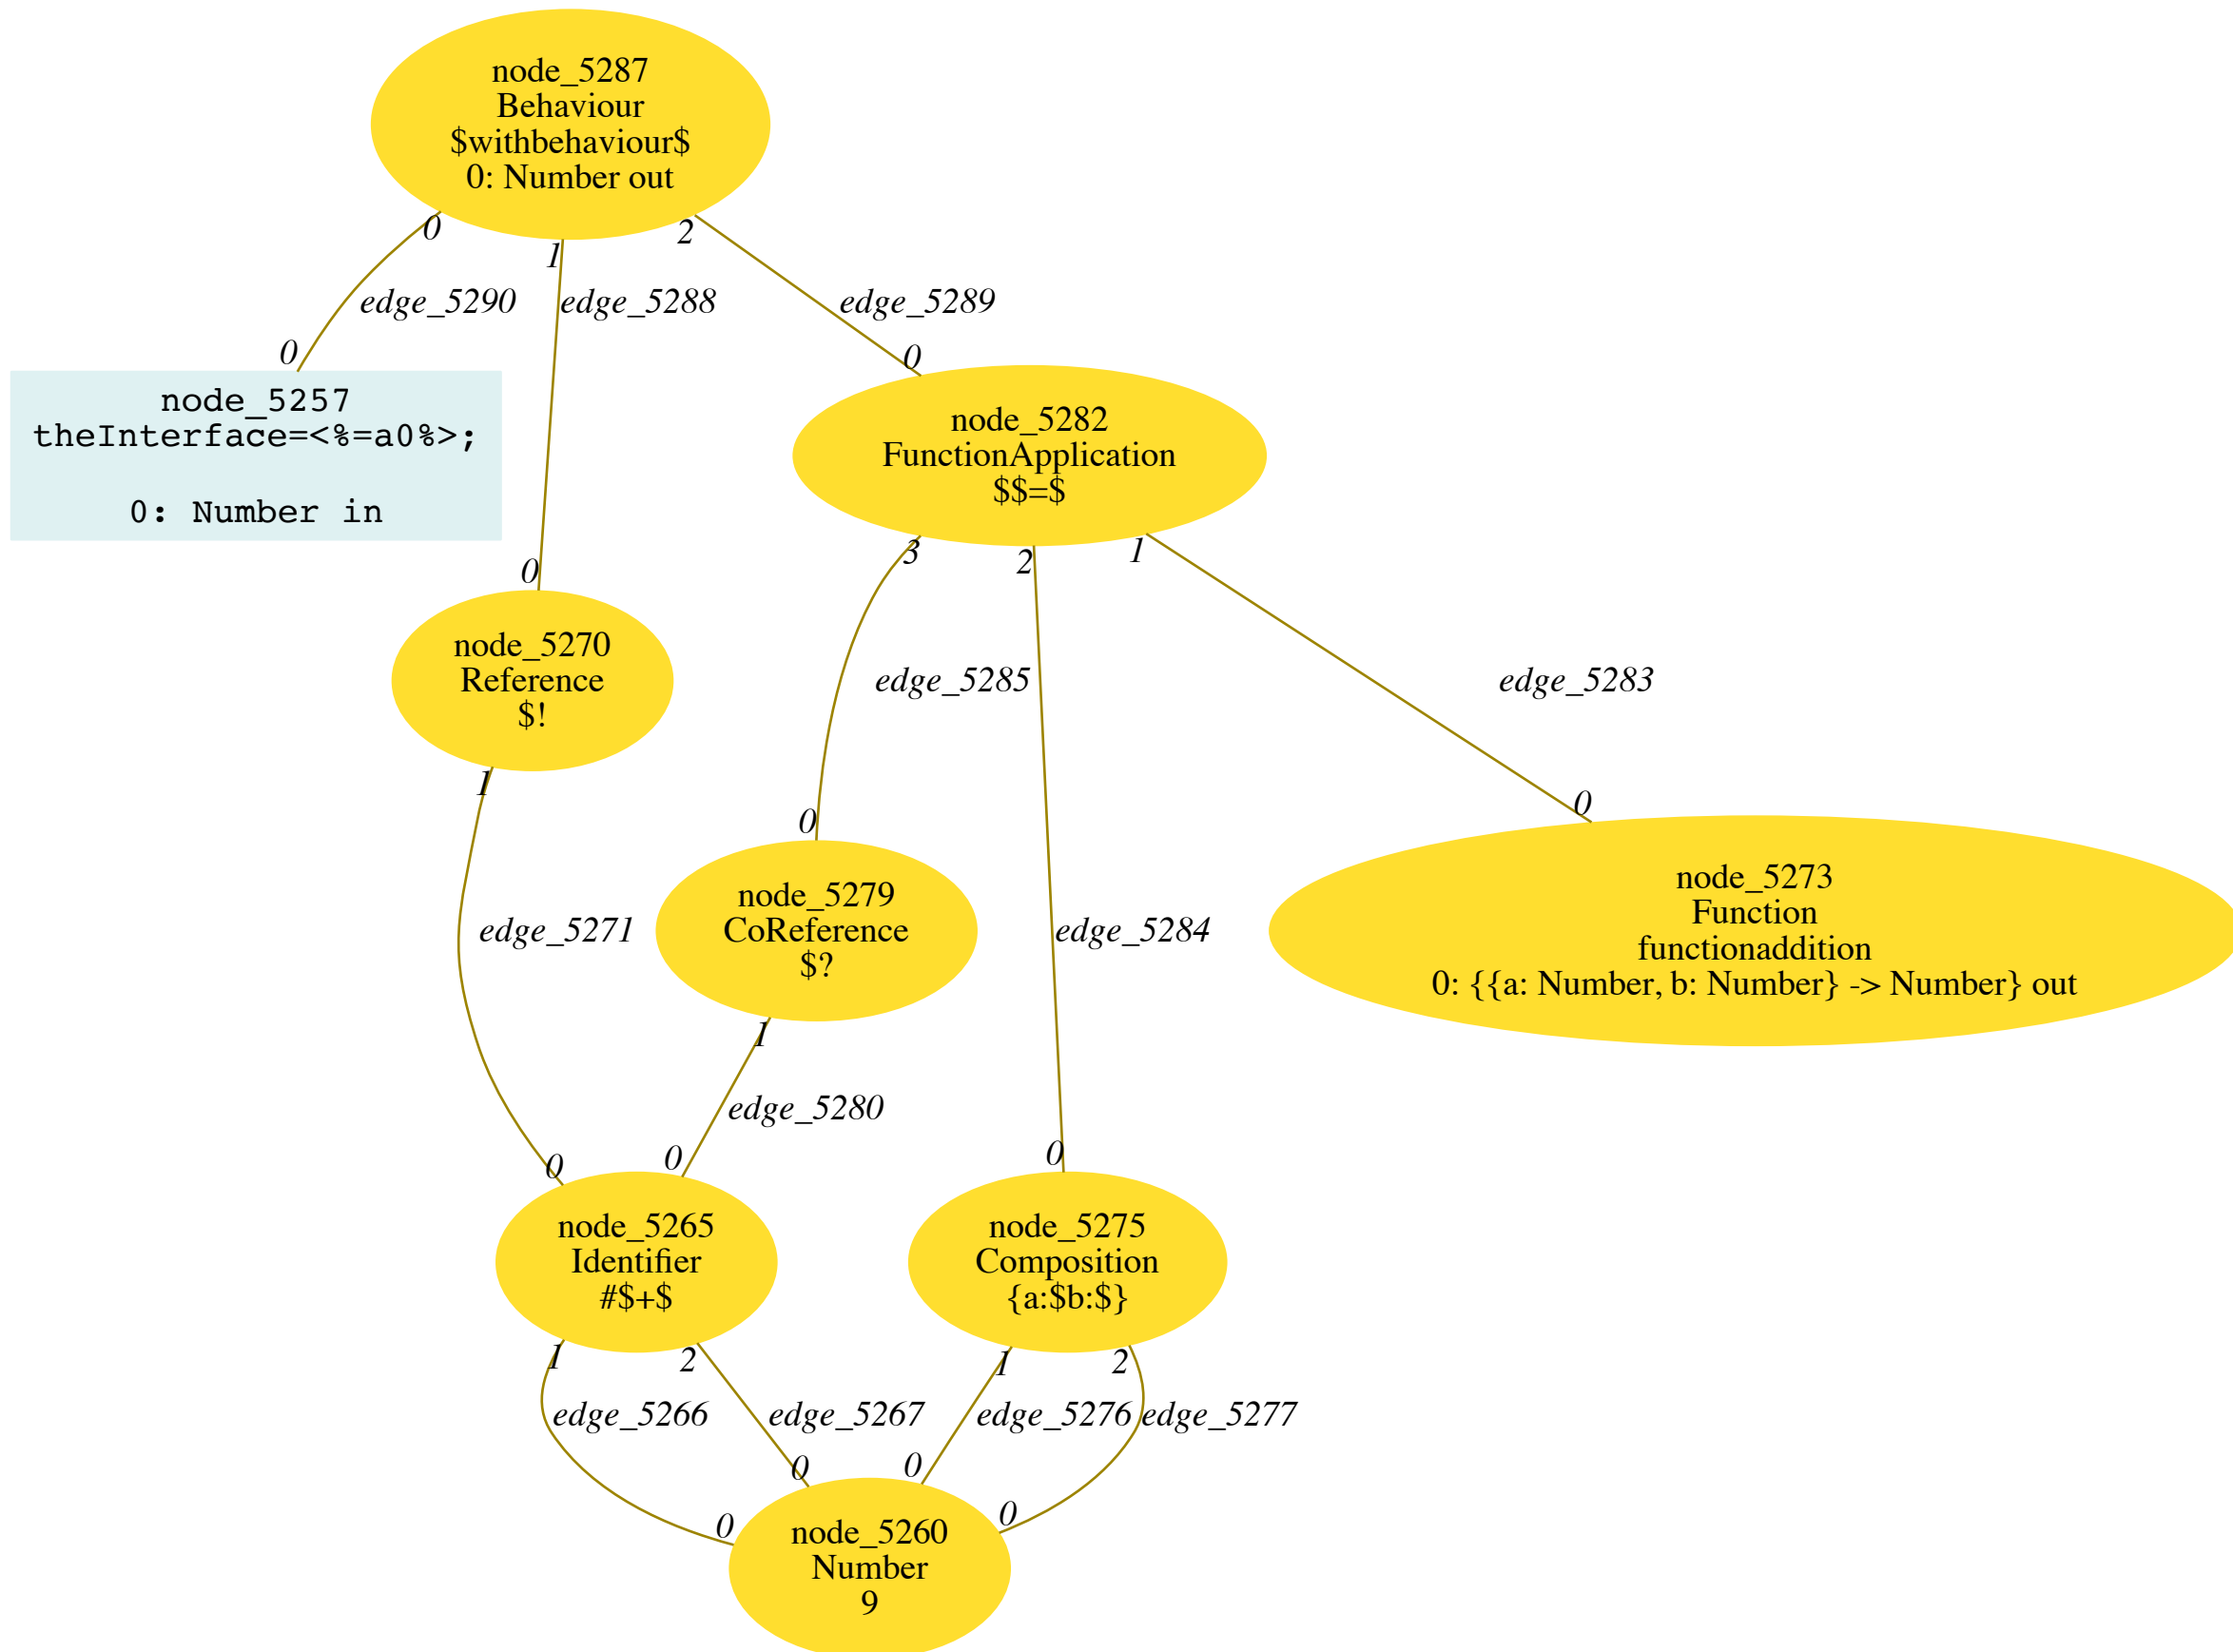 node_5287
Behaviour
$withbehaviour$
0: Number out
0
1
2
edge_5290
edge_5288
edge_5289
0
0
node_5257
theInterface=<%=a0%>;
0: Number in
node_5282
FunctionApplication
$$=$
3
2
1
0
node_5270
Reference
$!
edge_5285
edge_5283
1
0
0
node_5279
CoReference
$?
node_5273
Function
functionaddition
0: {{a: Number, b: Number} -> Number} out
edge_5271
edge_5284
1
edge_5280
0
0
0
node_5265
Identifier
#$+$
node_5275
Composition
{a:$b:$}
1
2
1
2
edge_5266
edge_5267
edge_5276
edge_5277
0
0
0
0
node_5260
Number
9